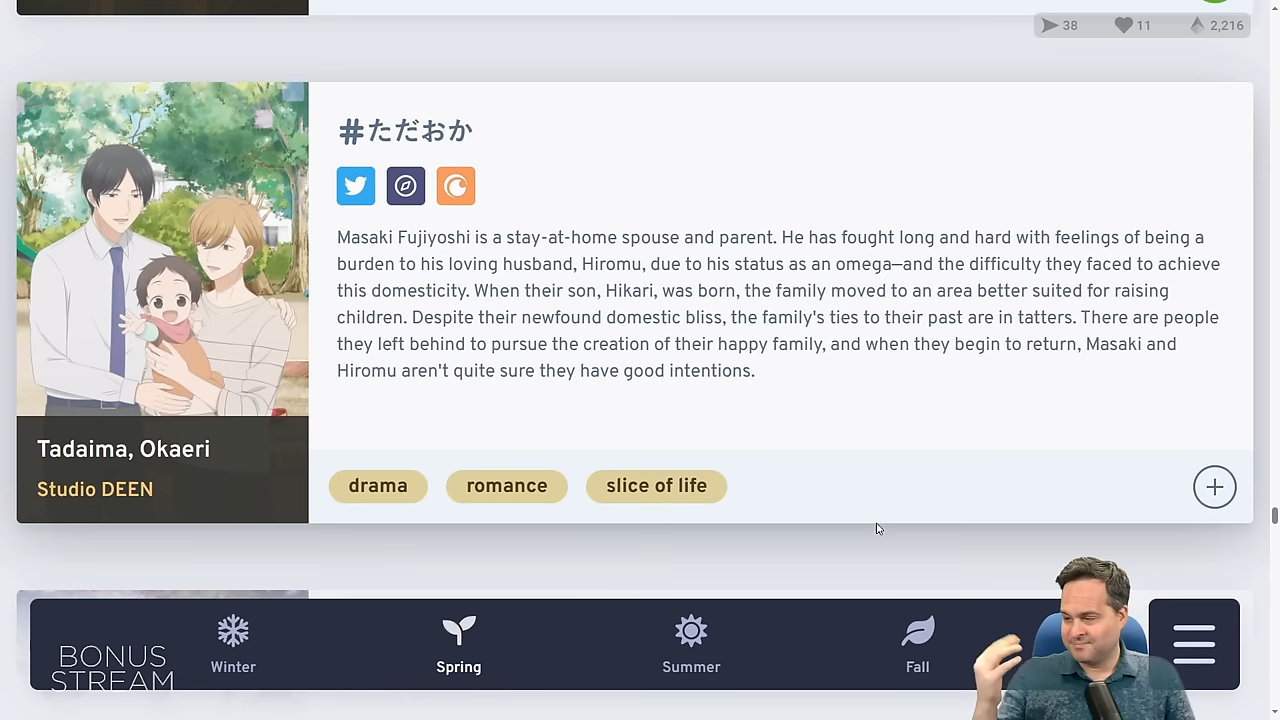 38 11 2,216
#ただおか
Masaki Fujiyoshi is a stay-at-home spouse and parent. He has fought long and hard with feelings of being a
burden to his loving husband, Hiromu, due to his status as an omega—and the difficulty they faced to achieve
this domesticity. When their son, Hikari, was born, the family moved to an area better suited for raising
children. Despite their newfound domestic bliss, the family's ties to their past are in tatters. There are people
they left behind to pursue the creation of their happy family, and when they begin to return, Masaki and
Hiromu aren't quite sure they have good intentions.
Tadaima, Okaeri
Studio DEEN
drama romance slice of life
BONUS
STREAM
Winter Spring Summer Fall